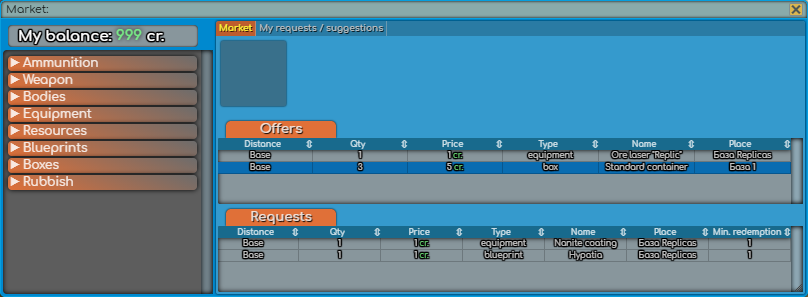 Market:
My balance: 999 cr.
Ammunition
Weapon
Bodies
Equipment
Resources
Blueprints
Boxes
Rubbish
Market My requests / suggestions
Offers
Distance Qty Price Type Name Place
Base 1 1 cr. equipment Ore laser "Replic" База Replicas
Base 3 5 cr. box Standard container База 1
Requests
Distance Qty Price Type Name Place Min. redemption
Base 1 1 cr. equipment Nanite coating База Replicas 1
Base 1 1 cr. blueprint Hypatia База Replicas 1